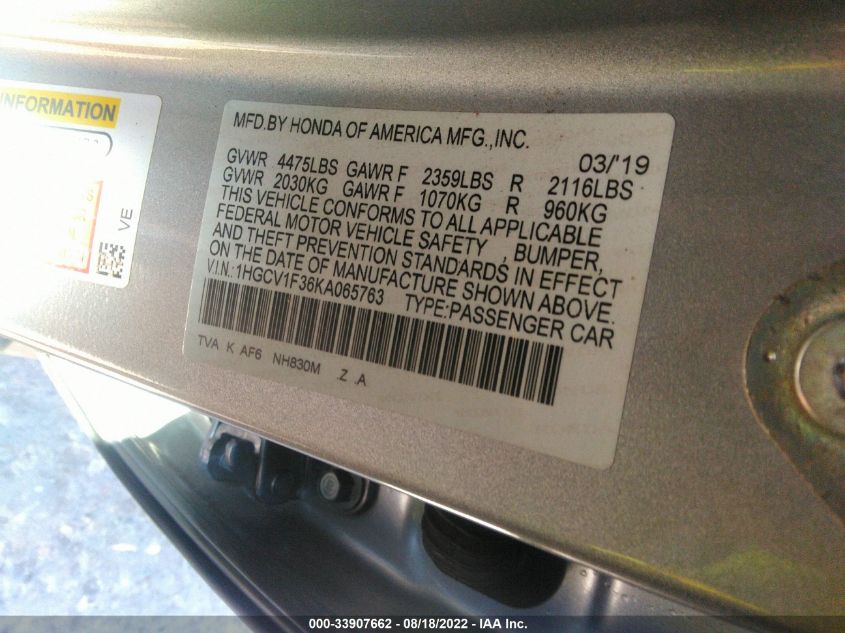 INFORMATION
VE
MFD.BY HONDA OF AMERICA MFG.,INC.
03/'19
GVWR 4475LBS GAWR F 2359LBS R 2116LBS
GVWR 2030KG GAWR F 1070KG R 960KG
THIS VEHICLE CONFORMS TO ALL APPLICABLE
FEDERAL MOTOR VEHICLE SAFETY , BUMPER,
AND THEFT PREVENTION STANDARDS IN EFFECT
ON THE DATE OF MANUFACTURE SHOWN ABOVE.
V.I.N.:1HGCV1F36KA065763 TYPE:PASSENGER CAR
TVA K AF6 NH830M .Z .A
000-33907662 - 08/18/2022 - IAA Inc.